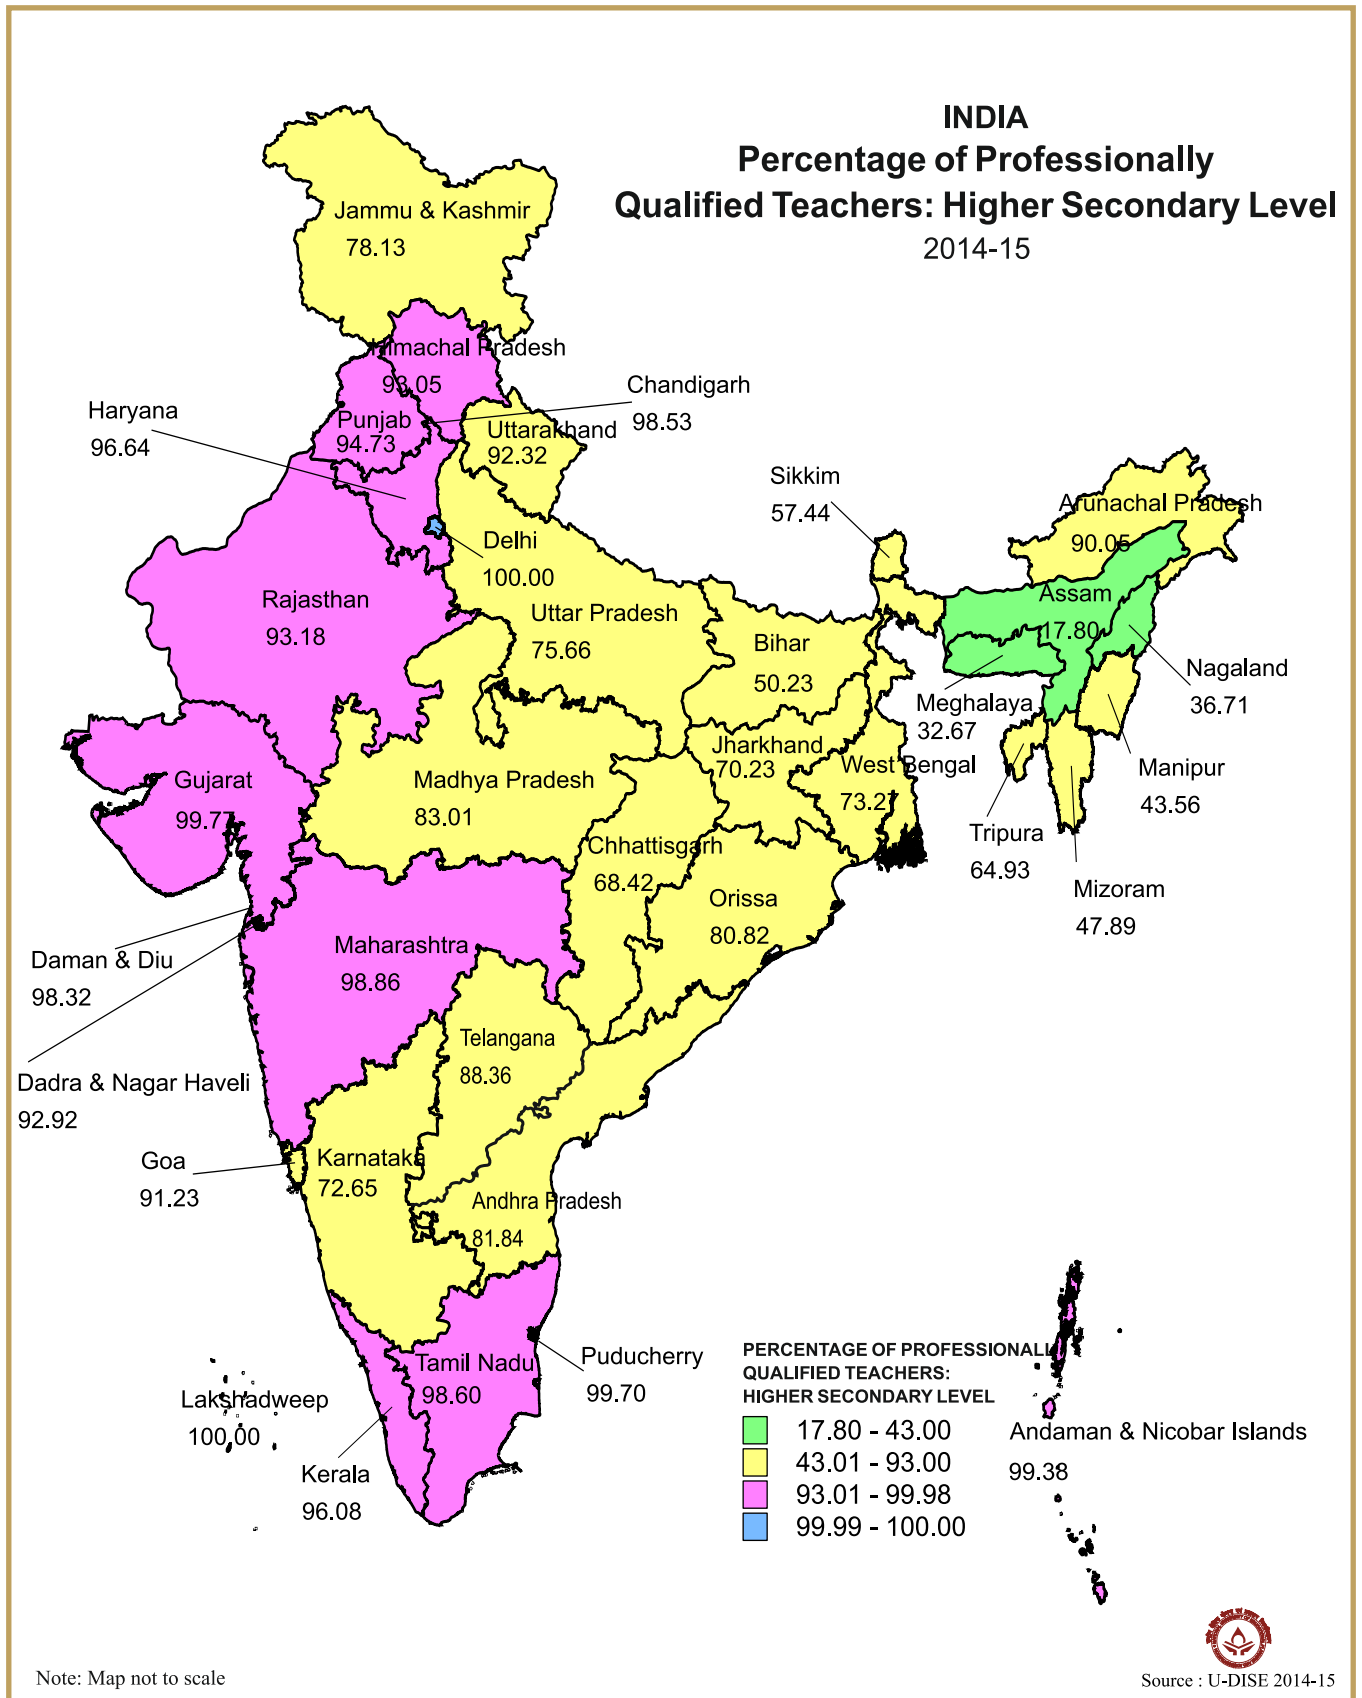 INDIA
Percentage of Professionally
Qualified Teachers: Higher Secondary Level
2014-15
Jammu & Kashmir
78.13
Himachal Pradesh
93.05
Chandigarh
98.53
Haryana
96.64
Punjab
94.73
Uttarakhand
92.32
Sikkim
57.44
Arunachal Pradesh
90.05
Delhi
100.00
Rajasthan
93.18
Uttar Pradesh
75.66
Bihar
50.23
Assam
17.80
Nagaland
36.71
Meghalaya
32.67
Jharkhand
70.23
West Bengal
73.27
Gujarat
99.77
Madhya Pradesh
83.01
Manipur
43.56
Tripura
64.93
Chhattisgarh
68.42
Mizoram
47.89
Orissa
80.82
Maharashtra
98.86
Daman & Diu
98.32
Telangana
88.36
Dadra & Nagar Haveli
92.92
Goa
91.23
Karnataka
72.65
Andhra Pradesh
81.84
Puducherry
99.70
Tamil Nadu
98.60
Lakshadweep
100.00
Kerala
96.08
PERCENTAGE OF PROFESSIONALLY
QUALIFIED TEACHERS:
HIGHER SECONDARY LEVEL
17.80 - 43.00
43.01 - 93.00
93.01 - 99.98
99.99 - 100.00
Andaman & Nicobar Islands
99.38
Note: Map not to scale
Source : U-DISE 2014-15